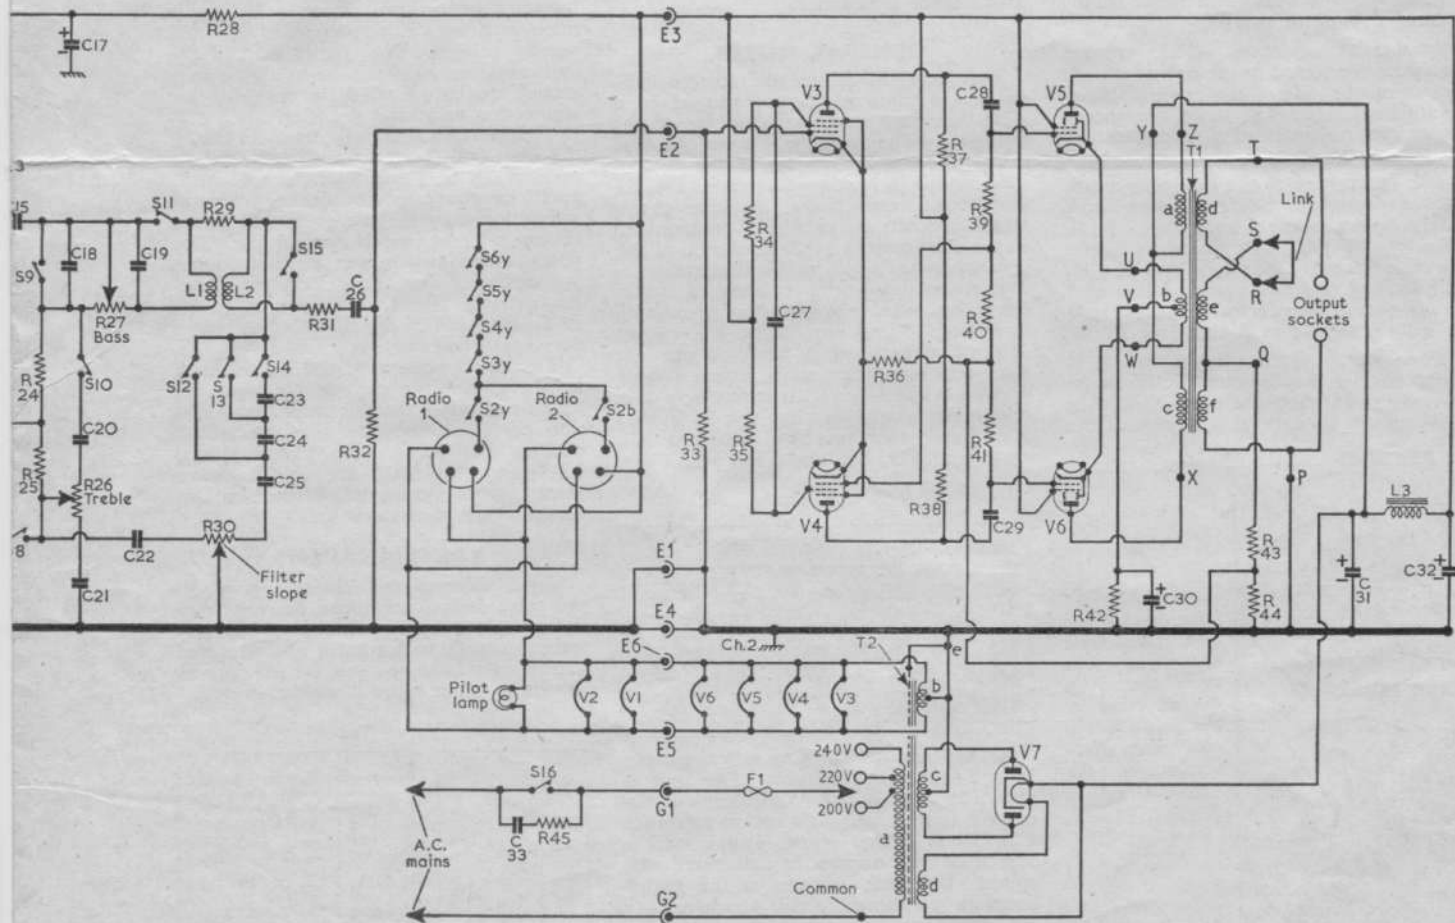 R28
E3
C17
V3
C28
V5
E2
R
37
Y
Z
T1
T
.3
S11
R29
S15
S6y
S5y
S4y
S3y
R
34
R
39
a
d
Link
S
R
S9
C18
C19
L1
L2
R27
Bass
R31
C
26
C27
R
40
U
V
W
b
e
Output
sockets
R
24
S10
S12
S
13
S14
C23
C24
C25
C20
R
25
R26
Treble
R32
Radio
1
S2y
Radio
2
S2b
R
33
R
35
R36
R
41
R38
V4
C29
V6
c
f
Q
X
P
L3
R30
C22
C21
Filter
slope
E1
E4
E6
Ch.2
T2
e
R42
C30
R
43
R
44
C
31
C32
Pilot
lamp
V2
V1
V6
V5
V4
V3
b
E5
240V
220V
200V
c
V7
S16
G1
F1
C
33
R45
A.C.
mains
a
d
Common
G2